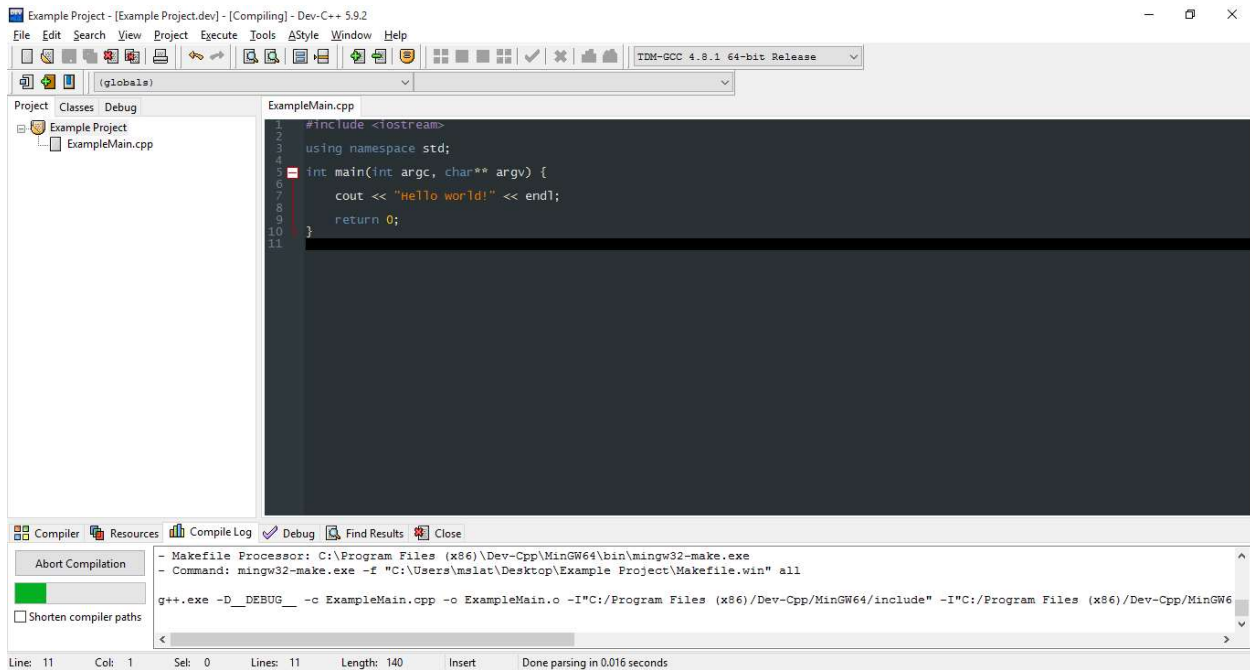 Example Project - [Example Project.dev] - [Compiling] - Dev-C++ 5.9.2
File Edit Search View Project Execute Tools AStyle Window Help
TDM-GCC 4.8.1 64-bit Release
(globals)
Project Classes Debug
Example Project
ExampleMain.cpp
ExampleMain.cpp
1 #include <iostream>
2
3 using namespace std;
4
5 int main(int argc, char** argv) {
6
7 cout << "Hello world!" << endl;
8
9 return 0;
10 }
11
Compiler Resources Compile Log Debug Find Results Close
Abort Compilation
Shorten compiler paths
- Makefile Processor: C:\Program Files (x86)\Dev-Cpp\MinGW64\bin\mingw32-make.exe
- Command: mingw32-make.exe -f "C:\Users\mslat\Desktop\Example Project\Makefile.win" all
g++.exe -D__DEBUG__ -c ExampleMain.cpp -o ExampleMain.o -I"C:/Program Files (x86)/Dev-Cpp/MinGW64/include" -I"C:/Program Files (x86)/Dev-Cpp/MinGW6
Line: 11 Col: 1 Sel: 0 Lines: 11 Length: 140 Insert Done parsing in 0.016 seconds